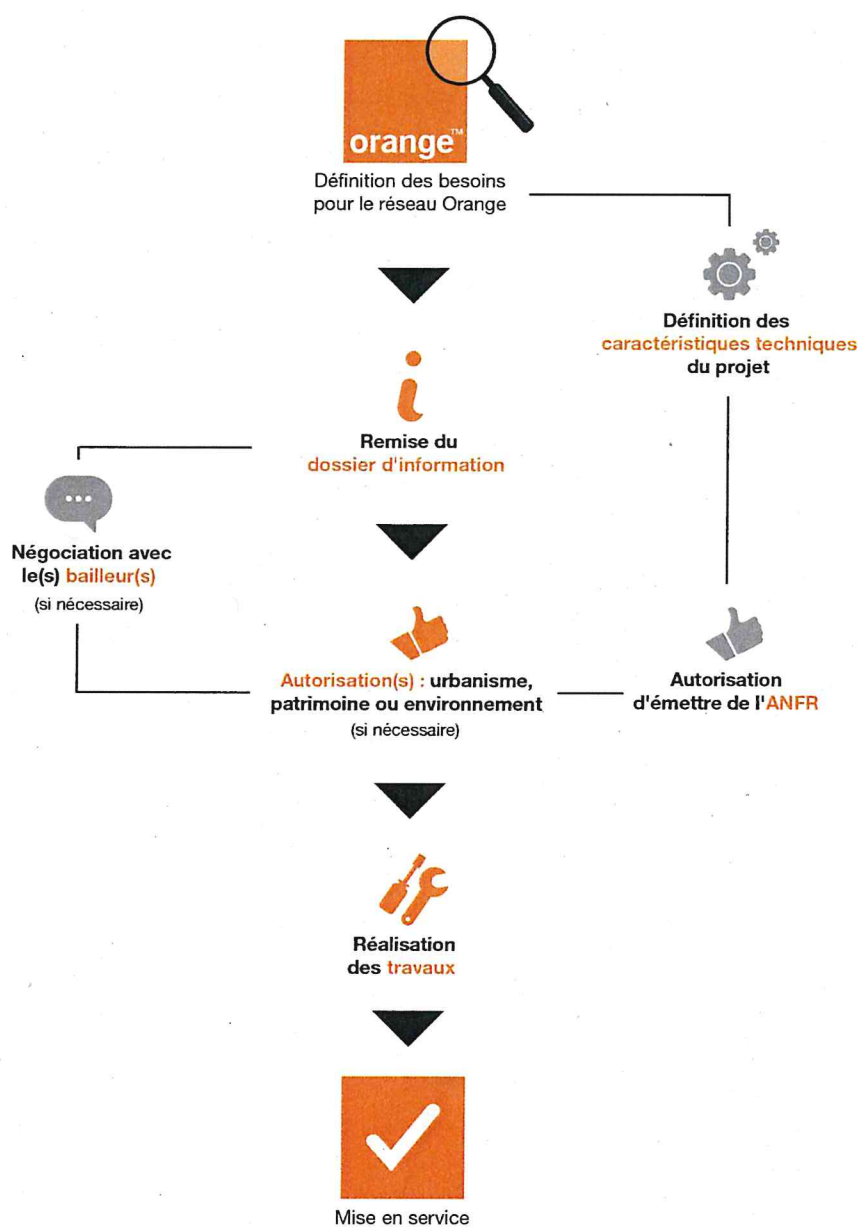 orange™
Définition des besoins
pour le réseau Orange
Définition des
caractéristiques techniques
du projet
Remise du
dossier d'information
Négociation avec
le(s) bailleur(s)
(si nécessaire)
Autorisation(s) : urbanisme,
patrimoine ou environnement
(si nécessaire)
Autorisation
d'émettre de l'ANFR
Réalisation
des travaux
Mise en service